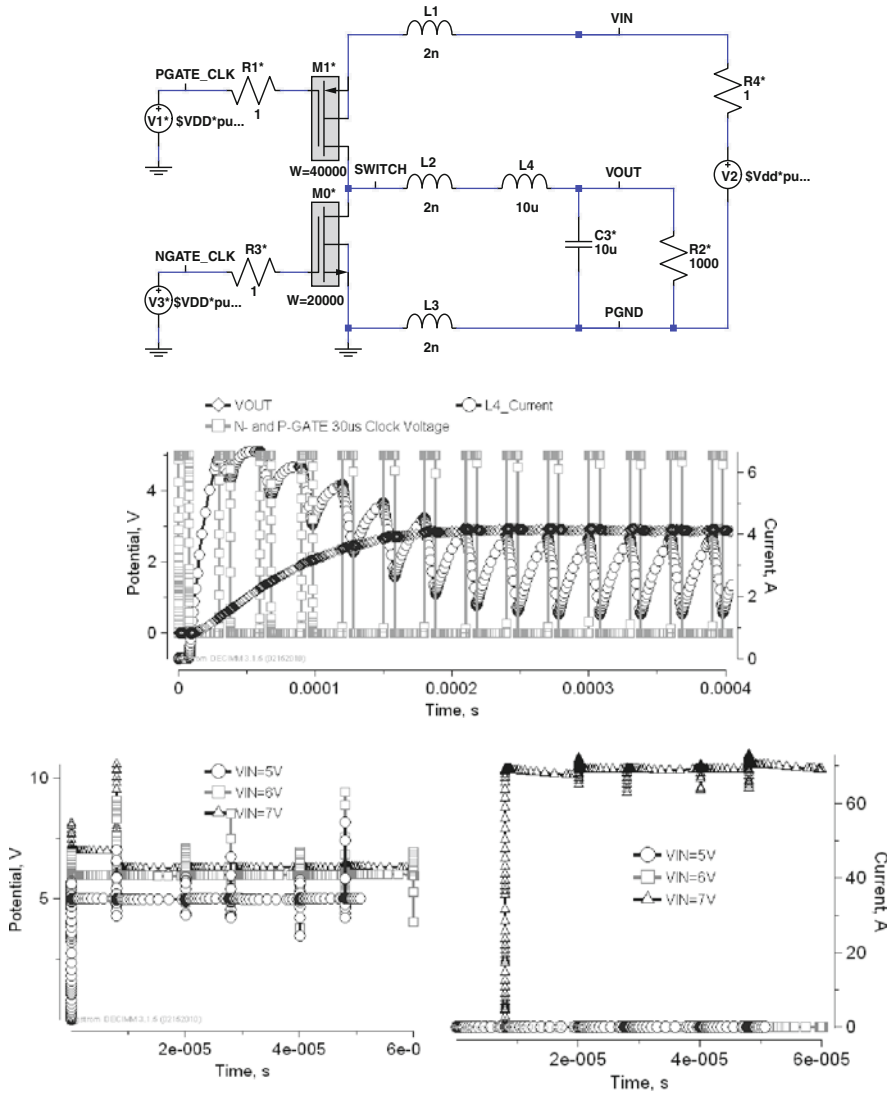 L1
VIN
2n
PGATE_CLK
R1*
M1*
R4*
1
V1*
$VDD*pu...
1
W=40000
SWITCH
L2
L4
VOUT
V2
$Vdd*pu...
M0*
2n
10u
C3*
10u
R2*
1000
NGATE_CLK
R3*
V3*
$VDD*pu...
1
W=20000
L3
PGND
2n
VOUT
L4_Current
N- and P-GATE 30us Clock Voltage
Potential, V
4
2
0
6
4
2
0
Current, A
0
0.0001
0.0002
0.0003
0.0004
Time, s
10
5
Potential, V
VIN=5V
VIN=6V
VIN=7V
2e-005
4e-005
6e-0
Time, s
VIN=5V
VIN=6V
VIN=7V
60
40
20
0
Current, A
2e-005
4e-005
6e-005
Time, s